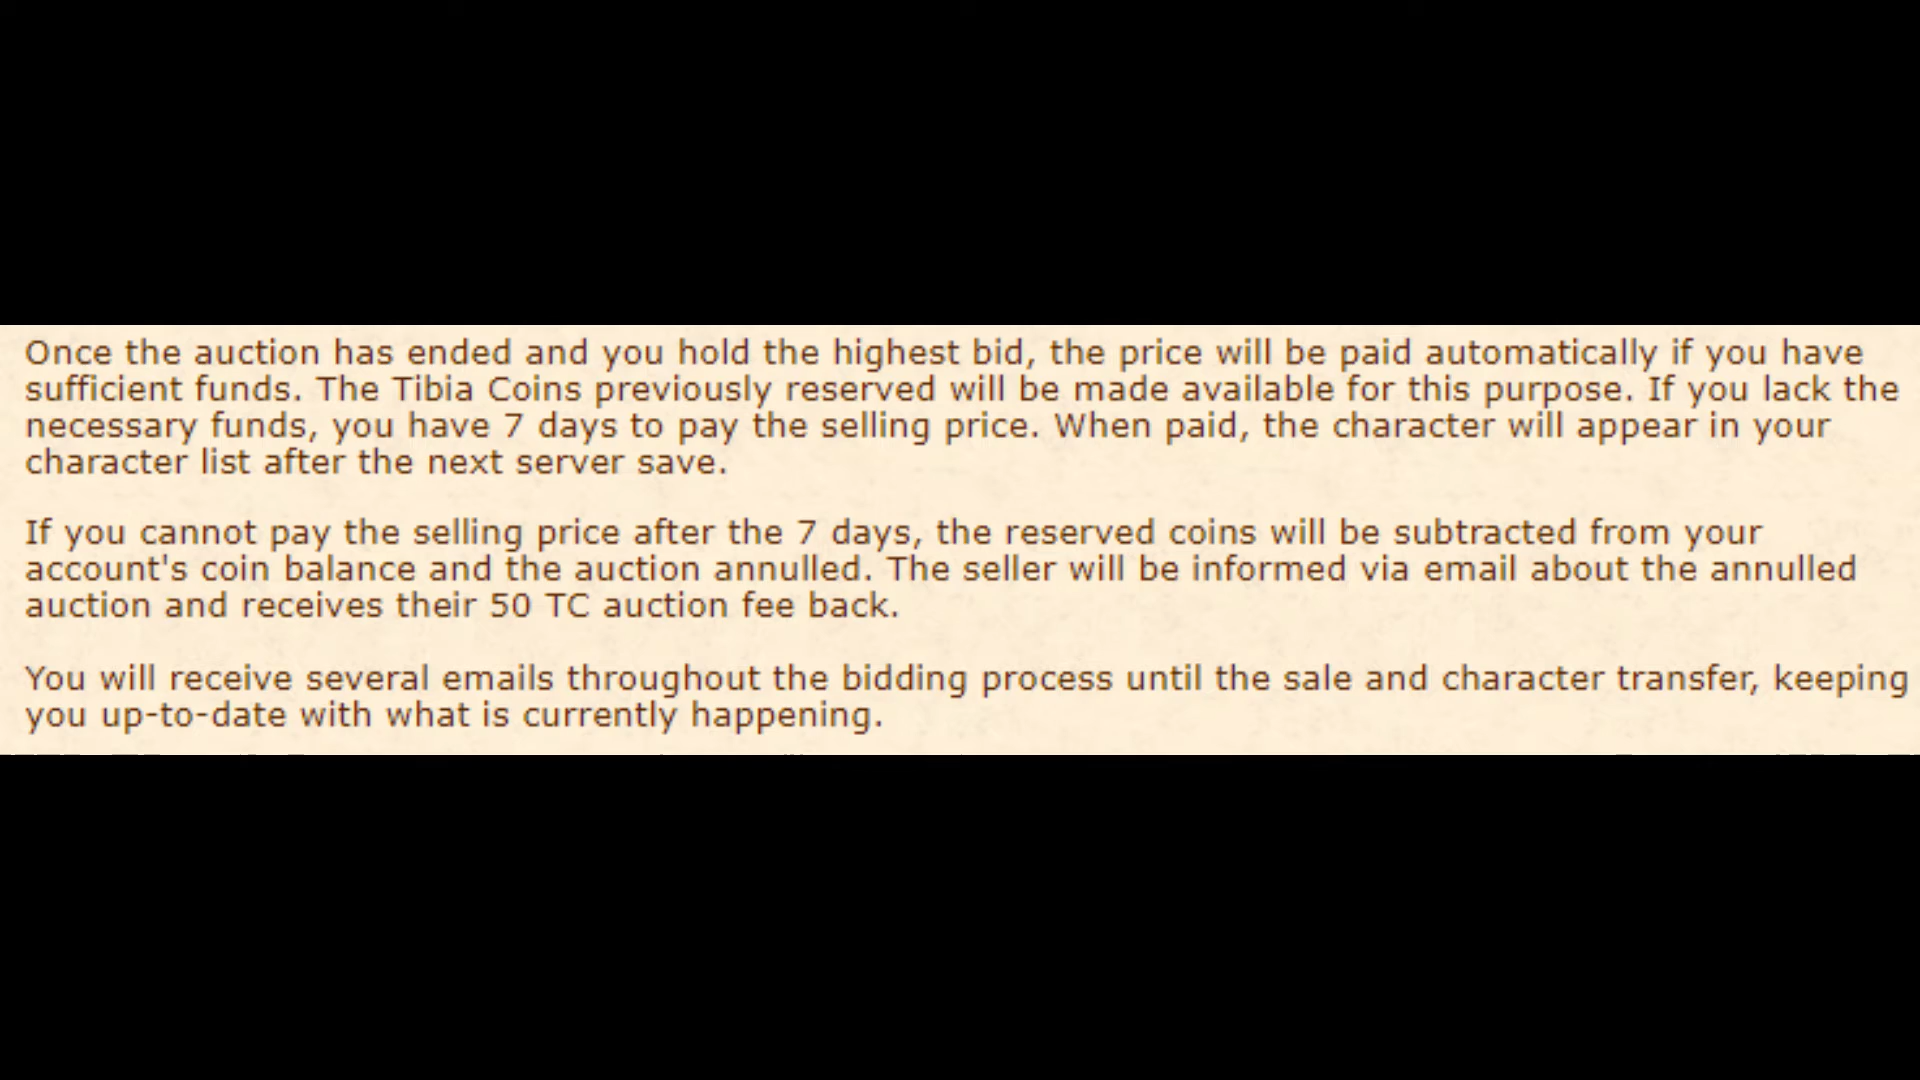 Once the auction has ended and you hold the highest bid, the price will be paid automatically if you have
sufficient funds. The Tibia Coins previously reserved will be made available for this purpose. If you lack the
necessary funds, you have 7 days to pay the selling price. When paid, the character will appear in your
character list after the next server save.
If you cannot pay the selling price after the 7 days, the reserved coins will be subtracted from your
account's coin balance and the auction annulled. The seller will be informed via email about the annulled
auction and receives their 50 TC auction fee back.
You will receive several emails throughout the bidding process until the sale and character transfer, keeping
you up-to-date with what is currently happening.